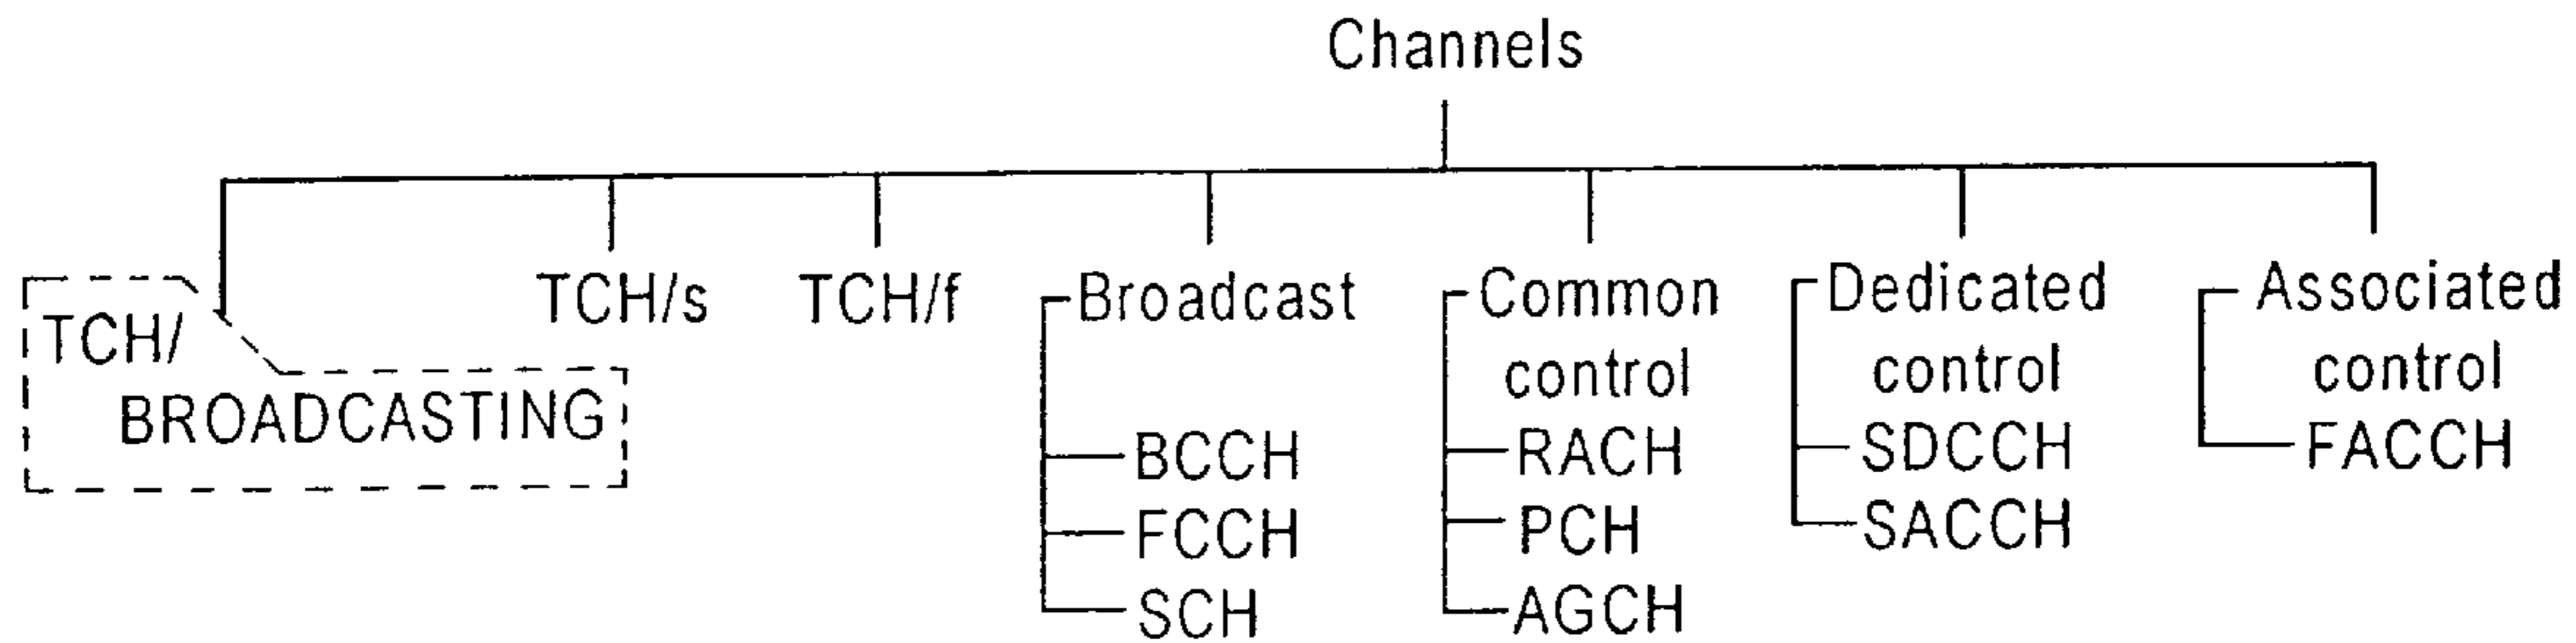 Channels
TCH/
BROADCASTING
TCH/s
TCH/f
Broadcast
BCCH
FCCH
SCH
Common
control
RACH
PCH
AGCH
Dedicated
control
SDCCH
SACCH
Associated
control
FACCH